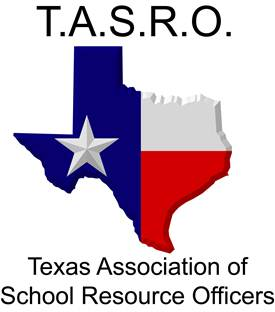 T.A.S.R.O.
Texas Association of
School Resource Officers